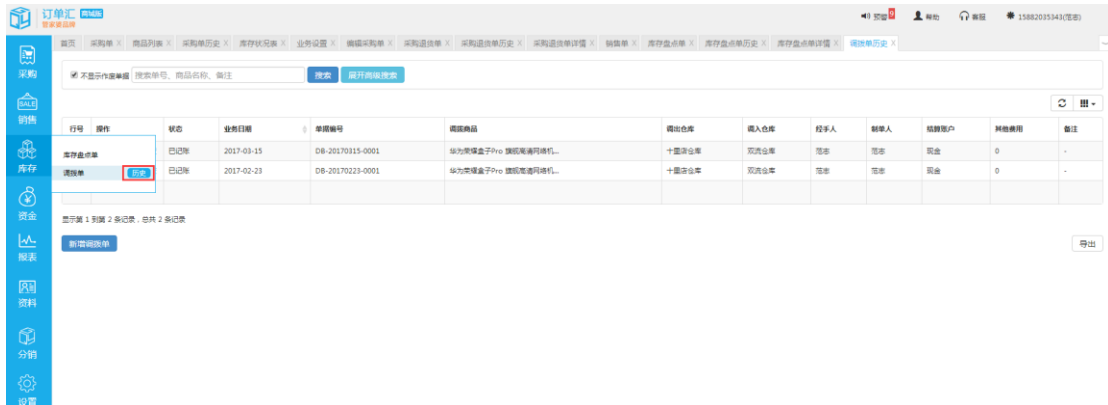 订单汇 商城版
管家婆品牌
预警 9 帮助 客服 15882035343(范志)
首页 采购单 商品列表 采购单历史 库存状况表 业务设置 编辑采购单 采购退货单 采购退货单历史 采购退货单详情 销售单 库存盘点单 库存盘点单历史 库存盘点单详情 调拨单历史
采购
不显示作废单据 搜索单号、商品名称、备注 搜索 展开高级搜索
SALE
销售
行号 操作 状态 业务日期 单据编号 调拨商品 调出仓库 调入仓库 经手人 制单人 结算账户 其他费用 备注
库存盘点单
已记账 2017-03-15 DB-20170315-0001 华为荣耀盒子Pro 旗舰高清网络机... 十里店仓库 双流仓库 范志 范志 现金 0 -
库存
调拨单 历史
已记账 2017-02-23 DB-20170223-0001 华为荣耀盒子Pro 旗舰高清网络机... 十里店仓库 双流仓库 范志 范志 现金 0 -
资金
显示第 1 到第 2 条记录，总共 2 条记录
新增调拨单 导出
报表
资料
分销
设置